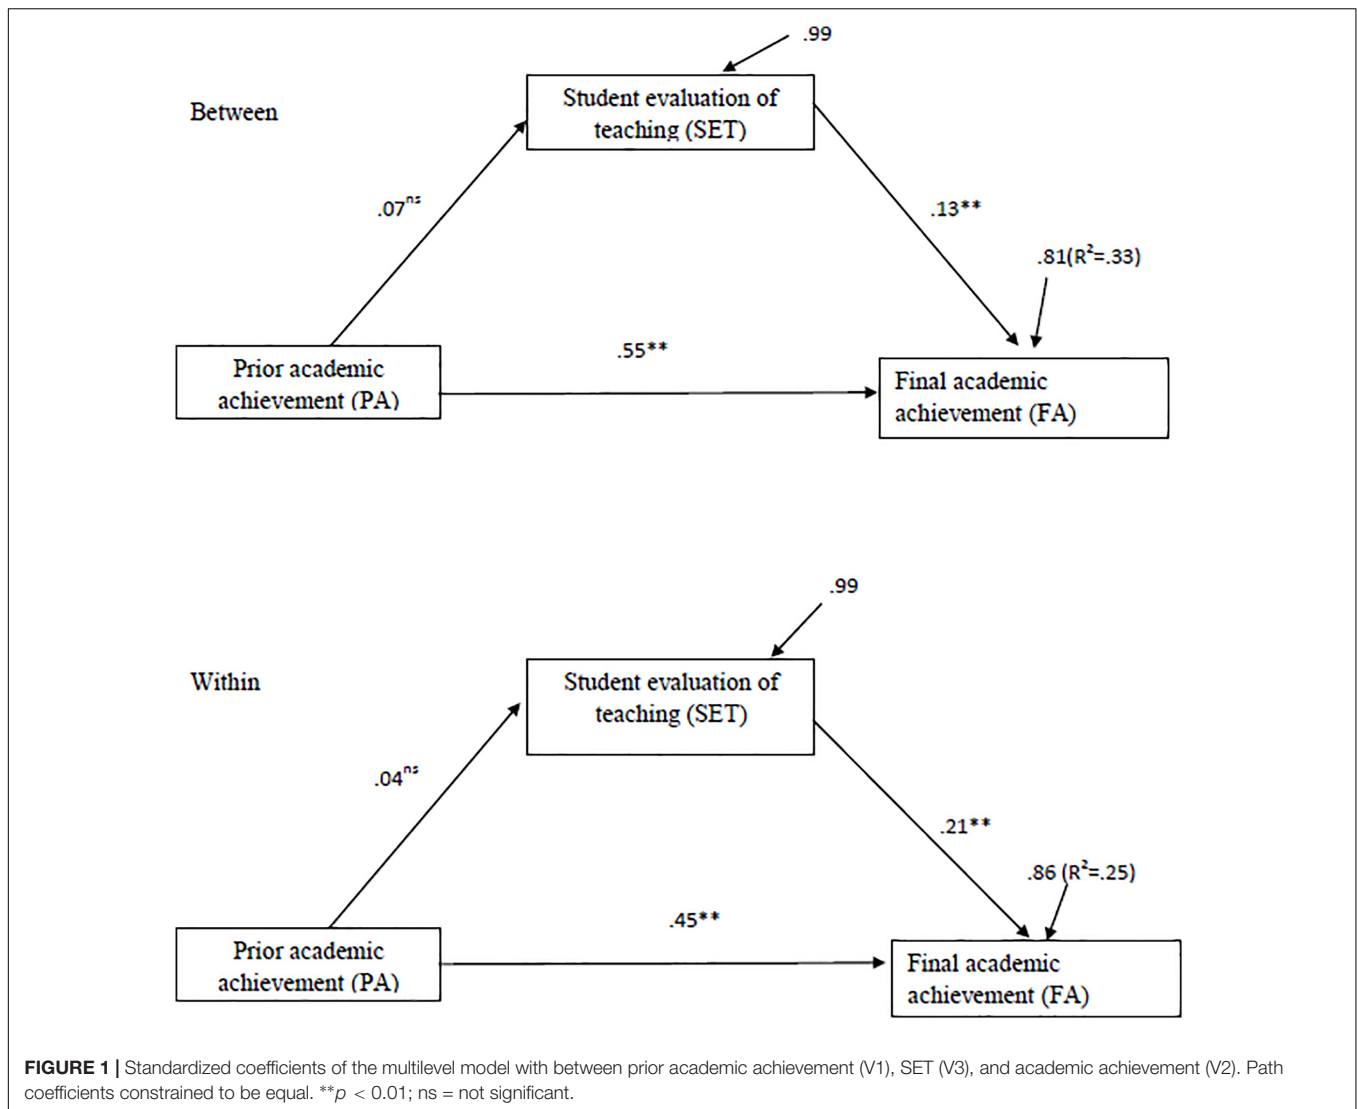 .99
Between
Student evaluation of
teaching (SET)
.07ns
.13**
.81(R²=.33)
.55**
Prior academic
achievement (PA)
Final academic
achievement (FA)
.99
Within
Student evaluation of
teaching (SET)
.04ns
.21**
.86 (R²=.25)
.45**
Prior academic
achievement (PA)
Final academic
achievement (FA)
FIGURE 1 | Standardized coefficients of the multilevel model with between prior academic achievement (V1), SET (V3), and academic achievement (V2). Path
coefficients constrained to be equal. **p < 0.01; ns = not significant.